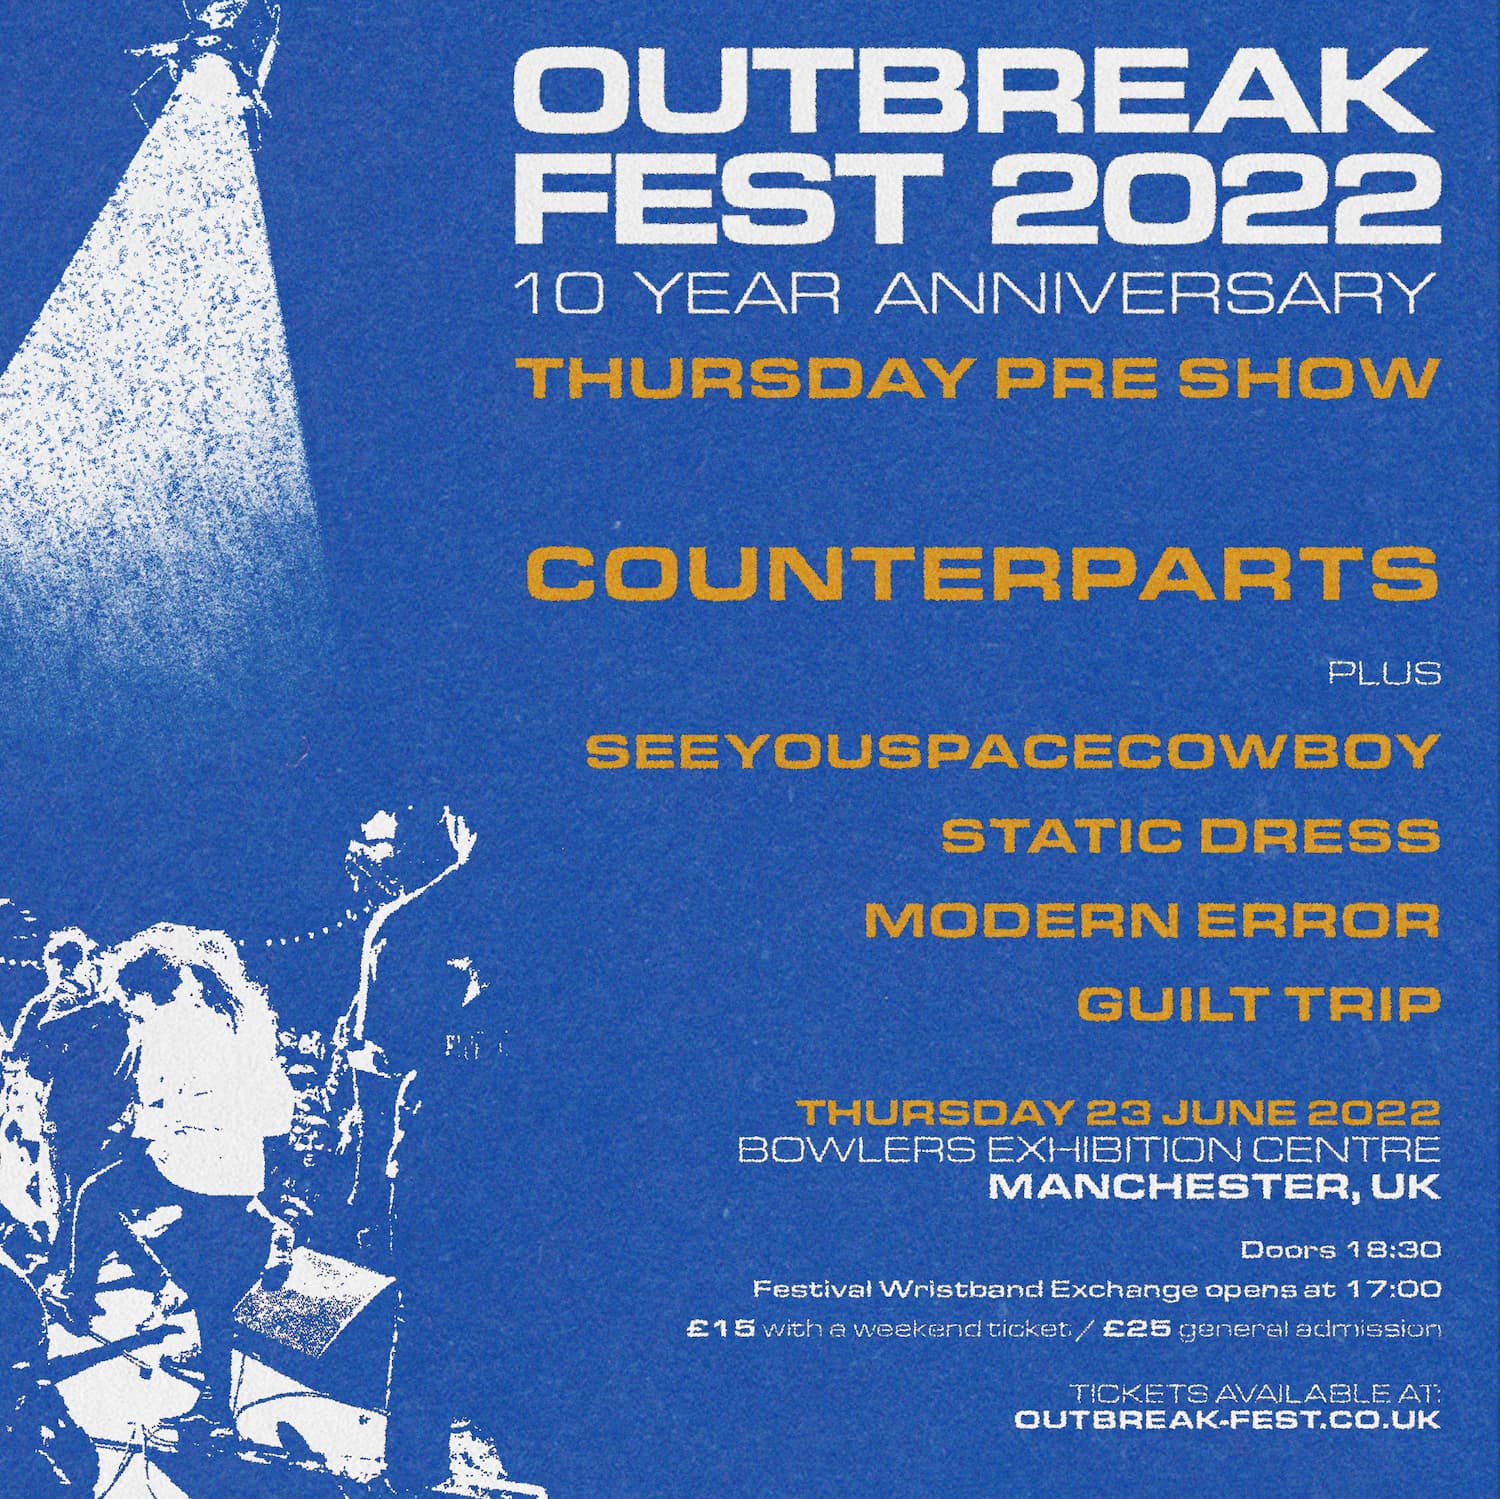 OUTBREAK
FEST 2022
10 YEAR ANNIVERSARY
THURSDAY PRE SHOW
COUNTERPARTS
PLUS
SEEYOUSPACECOWBOY
STATIC DRESS
MODERN ERROR
GUILT TRIP
THURSDAY 23 JUNE 2022
BOWLERS EXHIBITION CENTRE
MANCHESTER, UK
Doors 18:30
Festival Wristband Exchange opens at 17:00
£15 with a weekend ticket / £25 general admission
TICKETS AVAILABLE AT:
OUTBREAK-FEST.CO.UK